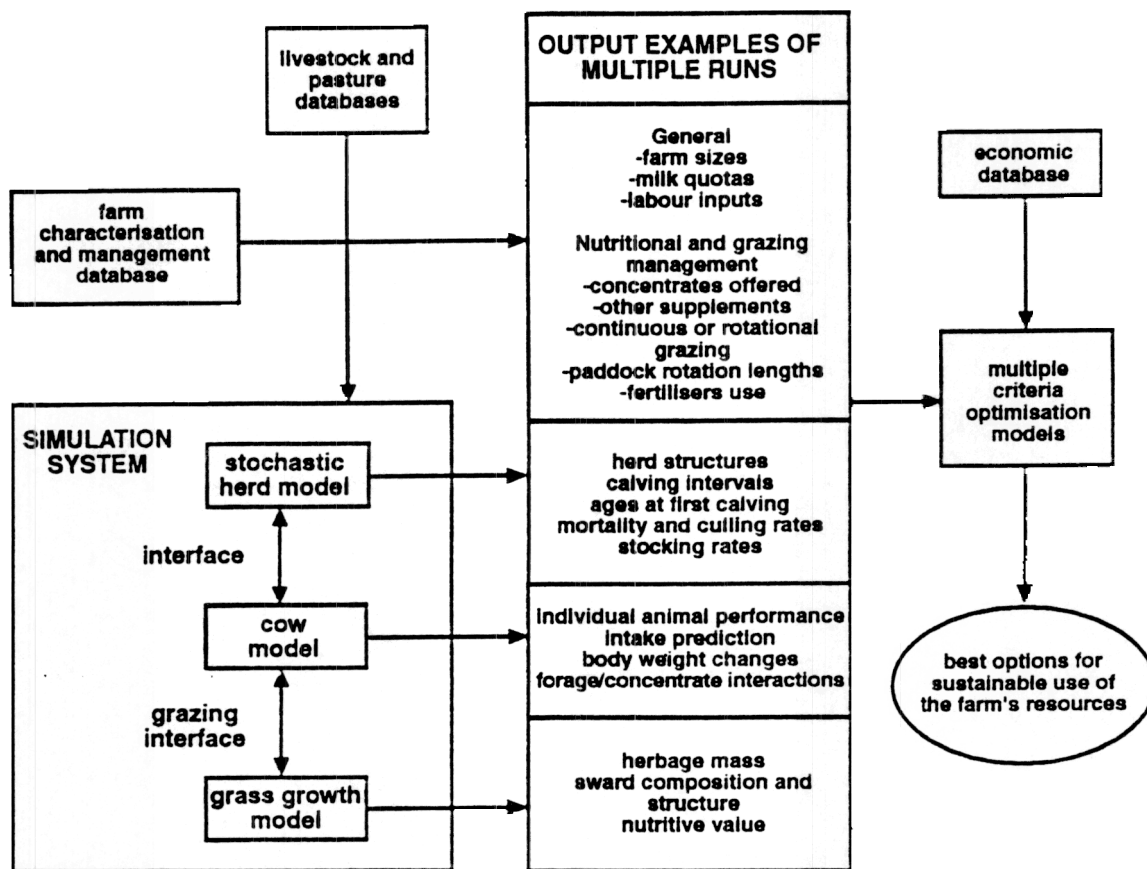 livestock and
pasture
databases
farm
characterisation
and management
database
SIMULATION
SYSTEM
stochastic
herd model
interface
cow
model
grazing
interface
grass growth
model
OUTPUT EXAMPLES OF
MULTIPLE RUNS
General
-farm sizes
-milk quotas
-labour inputs
Nutritional and grazing
management
-concentrates offered
-other supplements
-continuous or rotational
grazing
-paddock rotation lengths
-fertilisers use
herd structures
calving intervals
ages at first calving
mortality and culling rates
stocking rates
individual animal performance
intake prediction
body weight changes
forage/concentrate interactions
herbage mass
sward composition and
structure
nutritive value
economic
database
multiple
criteria
optimisation
models
best options for
sustainable use of
the farm's resources